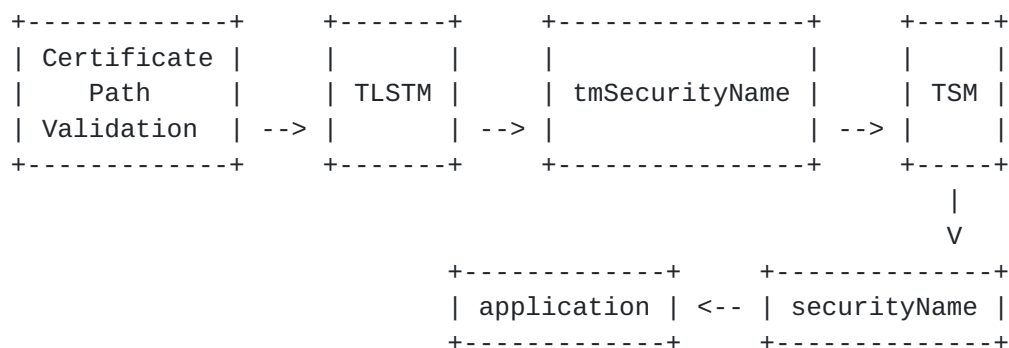 +-------------+     +-------+     +----------------+     +-----+
| Certificate |     |       |     |                |     |     |
|    Path     |     | TLSTM |     | tmSecurityName |     | TSM |
| Validation  | --> |       | --> |                | --> |     |
+-------------+     +-------+     +----------------+     +-----+
                                                            |
                                                            V
                            +-------------+     +--------------+
                            | application | <-- | securityName |
                            +-------------+     +--------------+